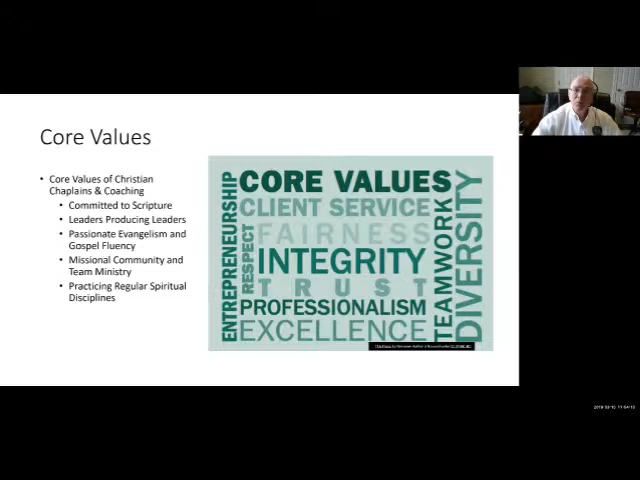 Core Values
• Core Values of Christian
Chaplains & Coaching
• Committed to Scripture
• Leaders Producing Leaders
• Passionate Evangelism and
Gospel Fluency
• Missional Community and
Team Ministry
• Practicing Regular Spiritual
Disciplines
ENTREPRENEURSHIP
CORE VALUES
CLIENT SERVICE
FAIRNESS
RESPECT
INTEGRITY
TRUST
PROFESSIONALISM
EXCELLENCE
TEAMWORK
DIVERSITY